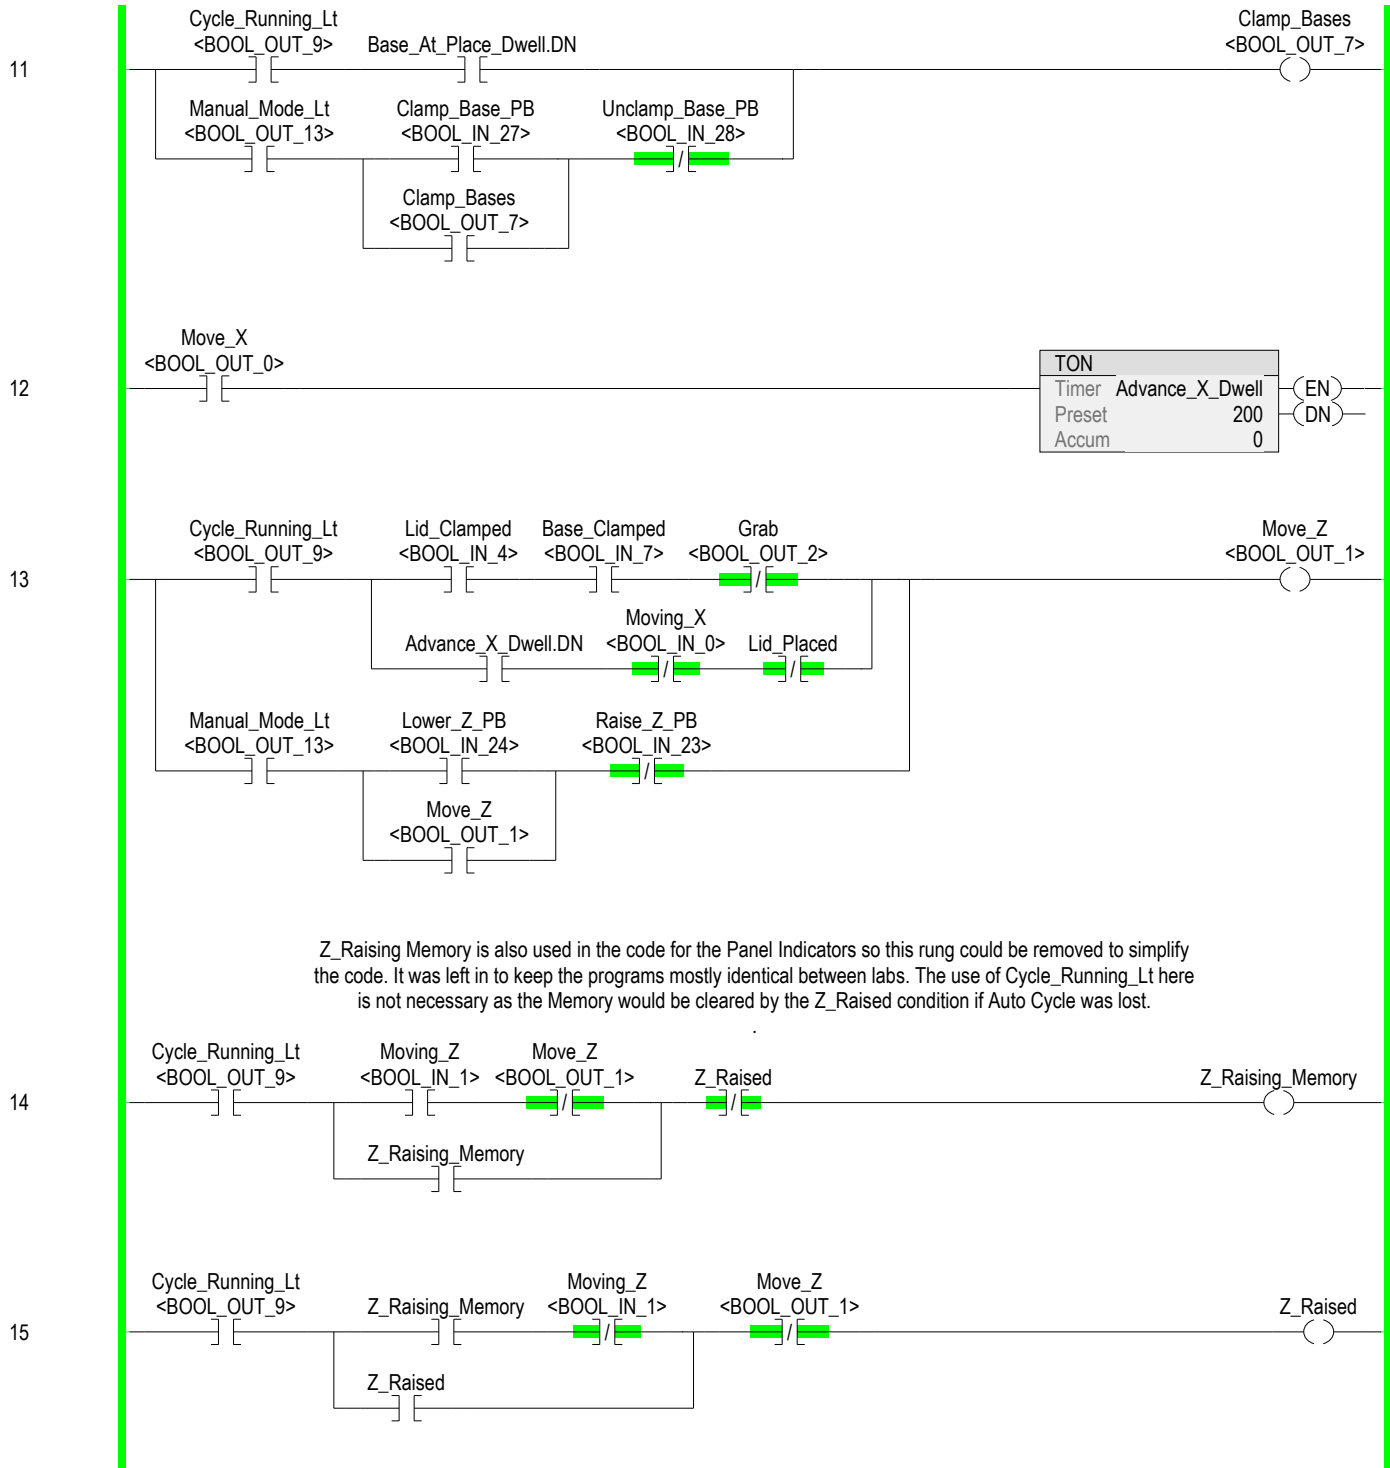 Cycle_Running_Lt
<BOOL_OUT_9>
Base_At_Place_Dwell.DN
Clamp_Bases
<BOOL_OUT_7>
11
Manual_Mode_Lt
<BOOL_OUT_13>
Clamp_Base_PB
<BOOL_IN_27>
Unclamp_Base_PB
<BOOL_IN_28>
/
Clamp_Bases
<BOOL_OUT_7>
Move_X
<BOOL_OUT_0>
12
TON
Timer Advance_X_Dwell
Preset 200
Accum 0
EN
DN
Cycle_Running_Lt
<BOOL_OUT_9>
Lid_Clamped
<BOOL_IN_4>
Base_Clamped
<BOOL_IN_7>
Grab
<BOOL_OUT_2>
Move_Z
<BOOL_OUT_1>
13
/
Advance_X_Dwell.DN
Moving_X
<BOOL_IN_0>
Lid_Placed
/
/
Manual_Mode_Lt
<BOOL_OUT_13>
Lower_Z_PB
<BOOL_IN_24>
Raise_Z_PB
<BOOL_IN_23>
/
Move_Z
<BOOL_OUT_1>
Z_Raising Memory is also used in the code for the Panel Indicators so this rung could be removed to simplify
the code. It was left in to keep the programs mostly identical between labs. The use of Cycle_Running_Lt here
is not necessary as the Memory would be cleared by the Z_Raised condition if Auto Cycle was lost.
.
Cycle_Running_Lt
<BOOL_OUT_9>
Moving_Z
<BOOL_IN_1>
Move_Z
<BOOL_OUT_1>
Z_Raised
Z_Raising_Memory
14
/
/
Z_Raising_Memory
Cycle_Running_Lt
<BOOL_OUT_9>
Z_Raising_Memory
Moving_Z
<BOOL_IN_1>
Move_Z
<BOOL_OUT_1>
Z_Raised
15
/
/
Z_Raised